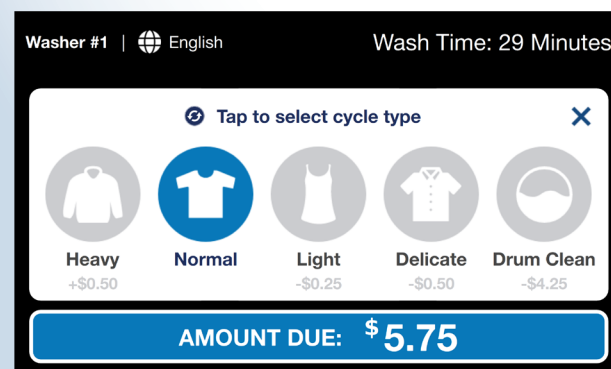 Washer #1 | English Wash Time: 29 Minutes
Tap to select cycle type
Heavy Normal Light Delicate Drum Clean
+$0.50 -$0.25 -$0.50 -$4.25
AMOUNT DUE: $5.75